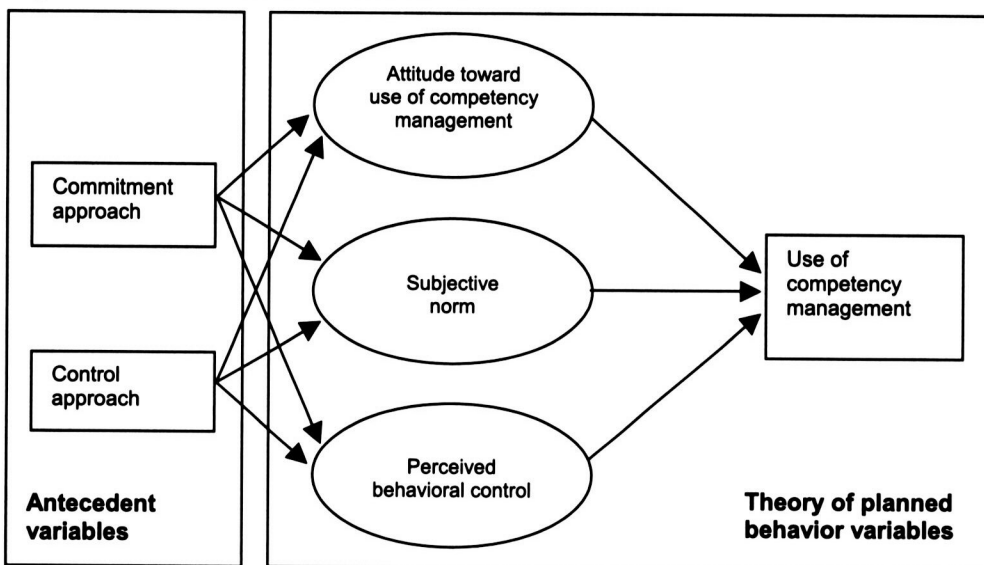 Attitude toward
use of competency
management
Commitment
approach
Subjective
norm
Use of
competency
management
Control
approach
Perceived
behavioral control
Antecedent
variables
Theory of planned
behavior variables